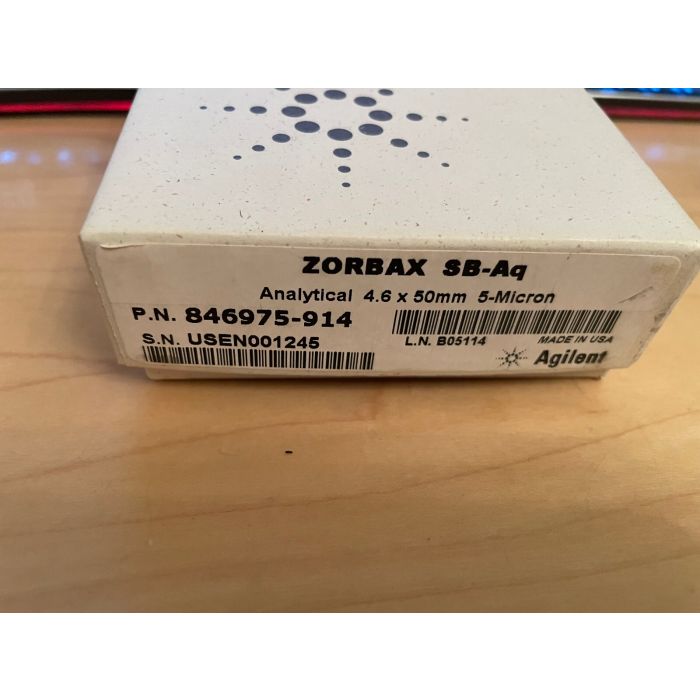 ZORBAX SB-Aq
Analytical 4.6 x 50mm 5-Micron
P.N. 846975-914
S.N. USEN001245
L.N. B05114
MADE IN USA
Agilent